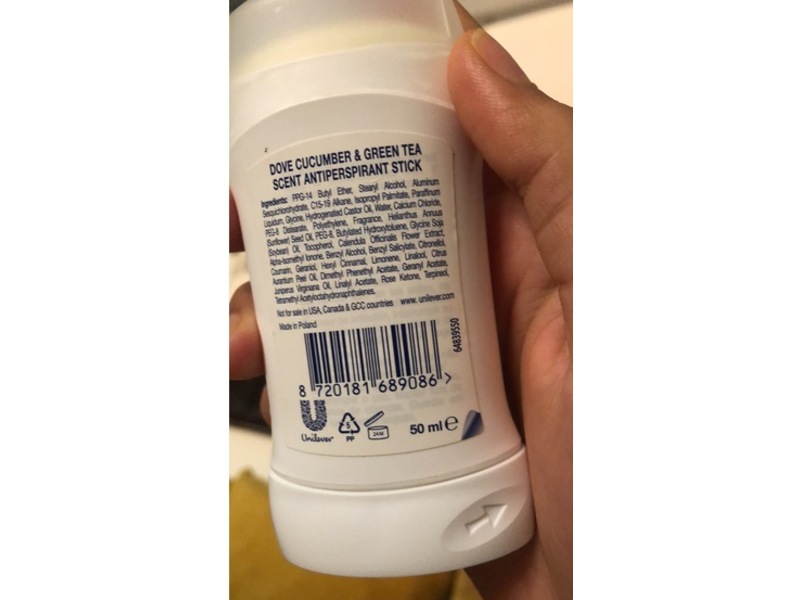 DOVE CUCUMBER & GREEN TEA
SCENT ANTIPERSPIRANT STICK
Ingredients: PPG-14 Butyl Ether, Stearyl Alcohol, Aluminum
Sesquichlorohydrate, C15-19 Alkane, Isopropyl Palmitate, Paraffinum
Liquidum, Glycine, Hydrogenated Castor Oil, Water, Calcium Chloride,
PEG-8 Distearate, Polyethylene, Fragrance, Helianthus Annuus
(Sunflower) Seed Oil, PEG-8, Butylated Hydroxytoluene, Glycine Soja
(Soybean) Oil, Tocopherol, Calendula Officinalis Flower Extract,
Alpha-Isomethyl Ionone, Benzyl Alcohol, Benzyl Salicylate, Citronellol,
Coumarin, Geraniol, Hexyl Cinnamal, Limonene, Linalool, Citrus
Aurantium Peel Oil, Dimethyl Phenethyl Acetate, Geranyl Acetate,
Juniperus Virginiana Oil, Linalyl Acetate, Rose Ketone, Terpineol,
Tetramethyl Acetyloctahydronaphthalenes.
Not for sale in USA, Canada & GCC countries www. unilever.com
Made in Poland
64839550
8 720181 689086 >
Unilever
5
PP
24M
50 ml e